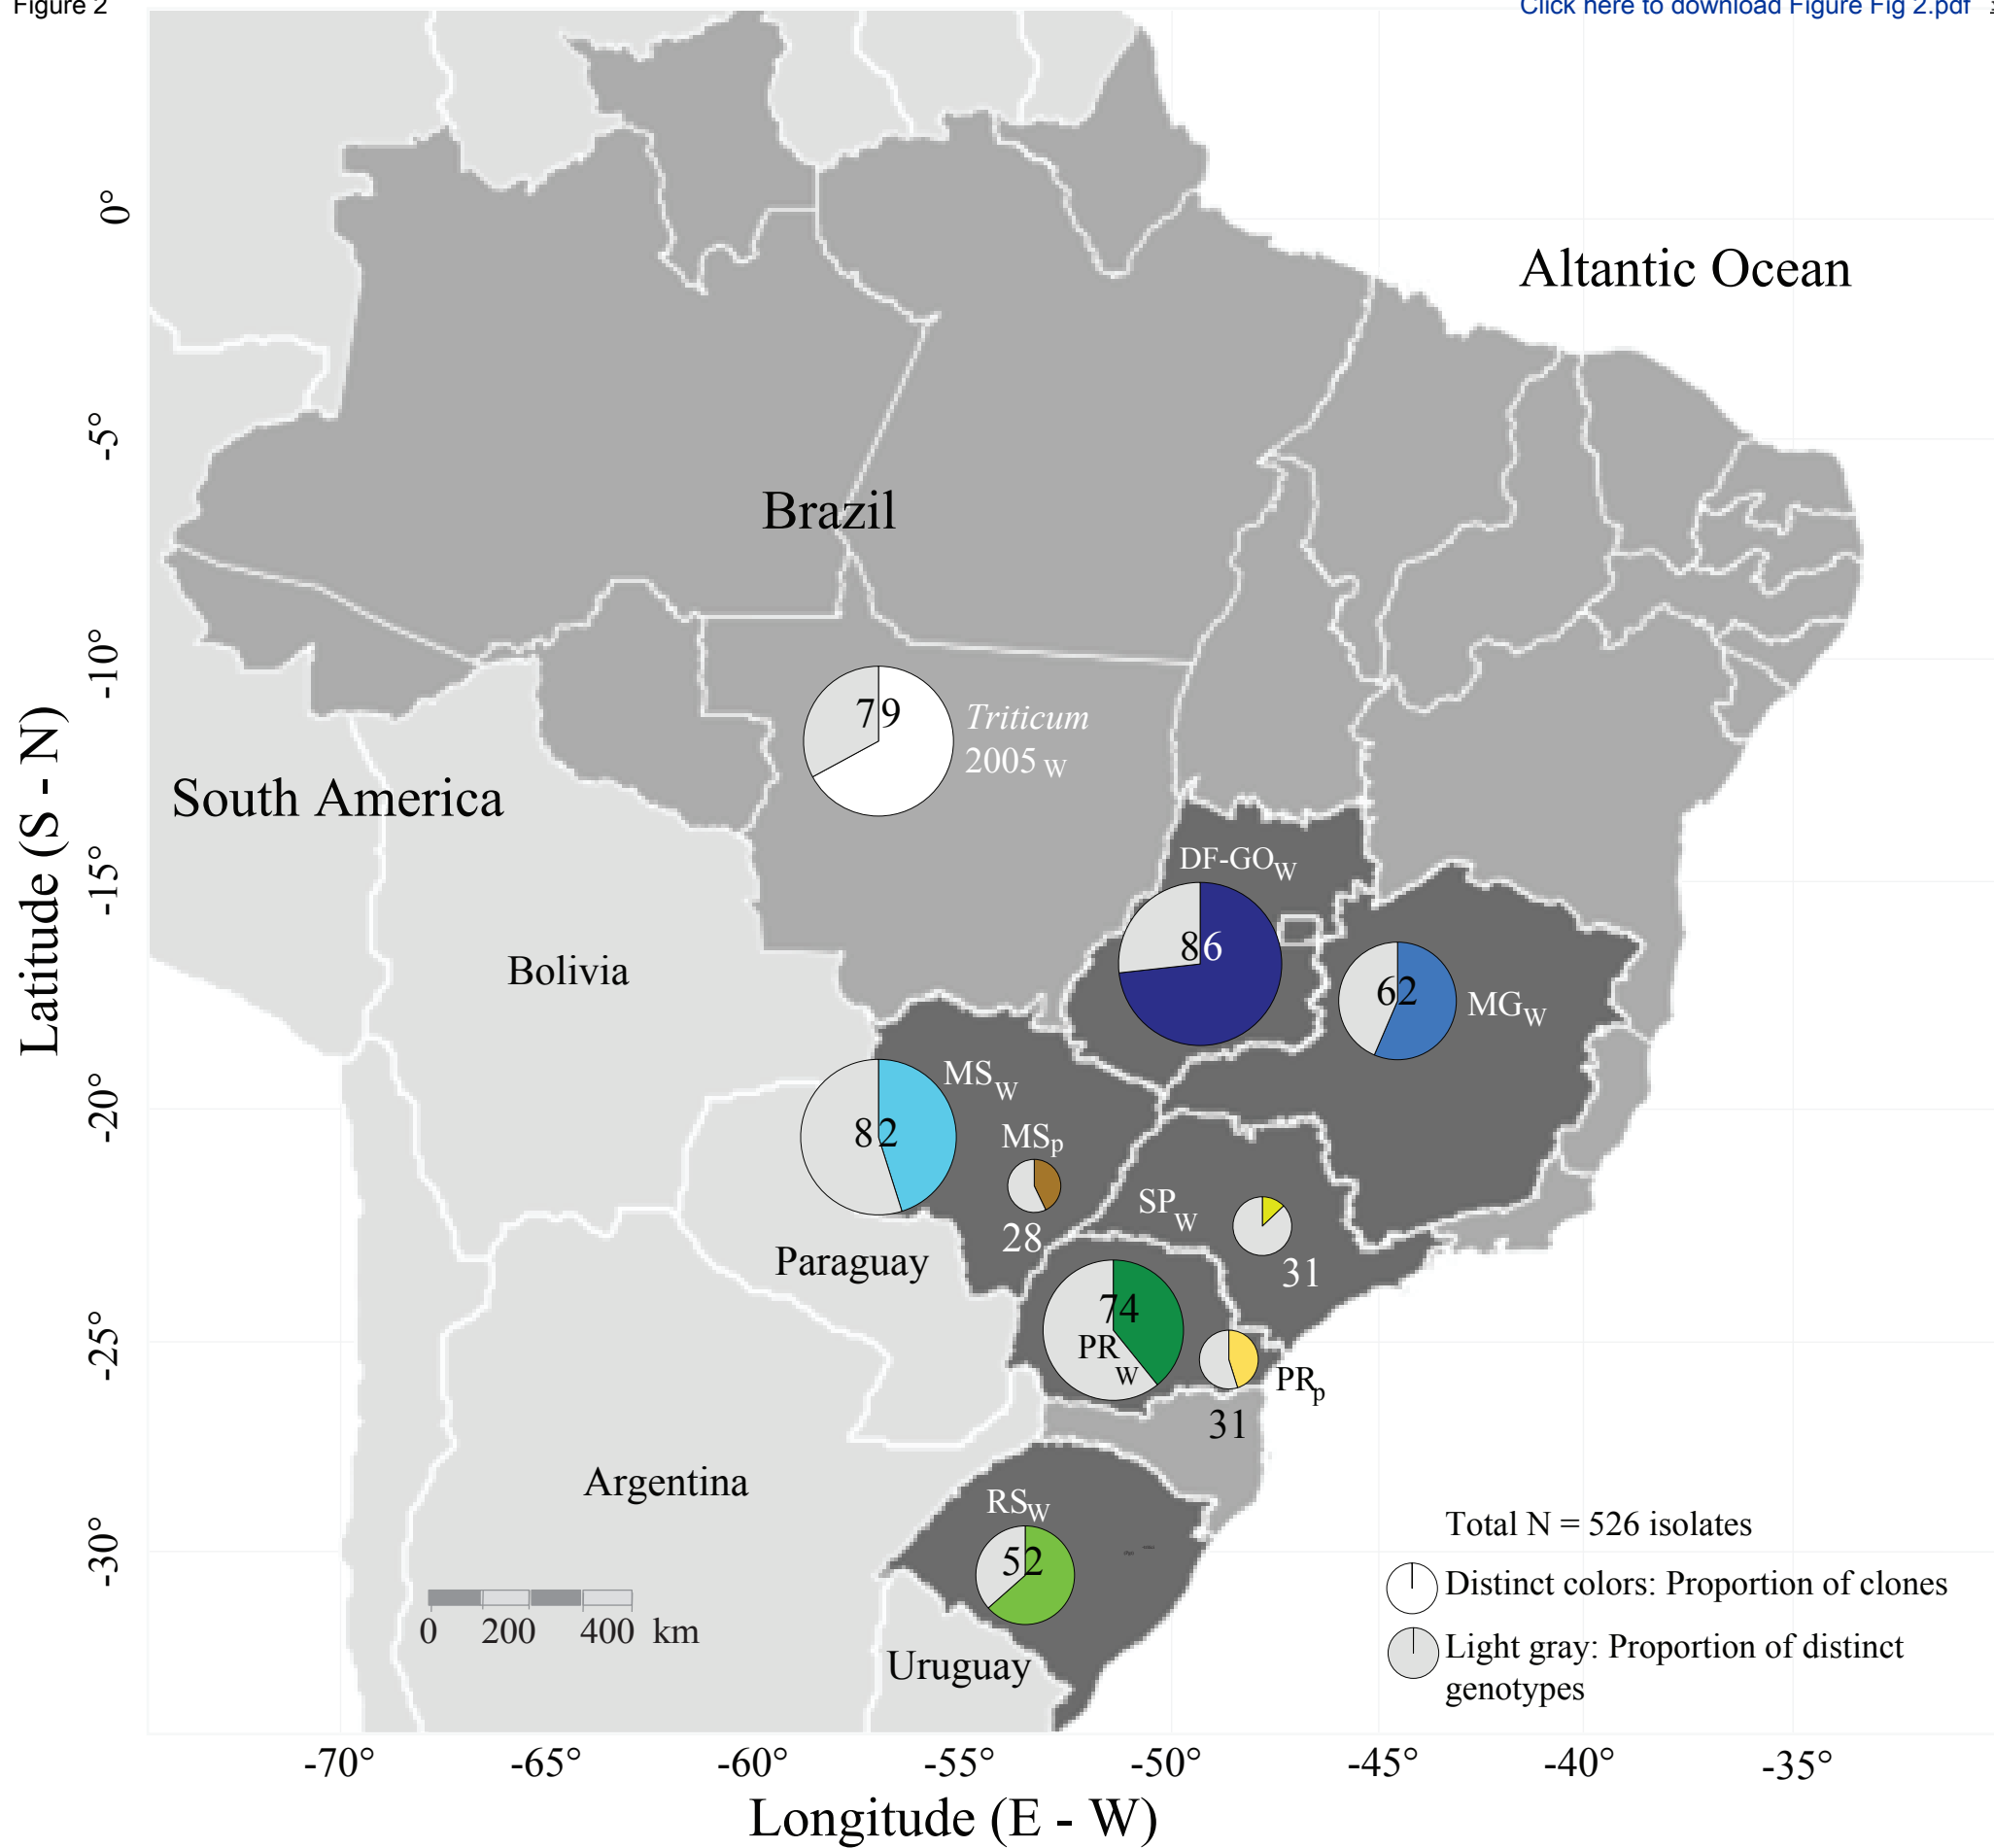 Figure 2
Click here to download Figure Fig 2.pdf
Altantic Ocean
Brazil
South America
Bolivia
Paraguay
Argentina
Uruguay
79
Triticum
2005 W
DF-GOW
86
62
MGW
MSW
82
MSp
28
SPW
31
74
PR
W
PRp
31
RSW
52
Total N = 526 isolates
Distinct colors: Proportion of clones
Light gray: Proportion of distinct
genotypes
0 200 400 km
Latitude (S - N)
0°
-5°
-10°
-15°
-20°
-25°
-30°
-70° -65° -60° -55° -50° -45° -40° -35°
Longitude (E - W)